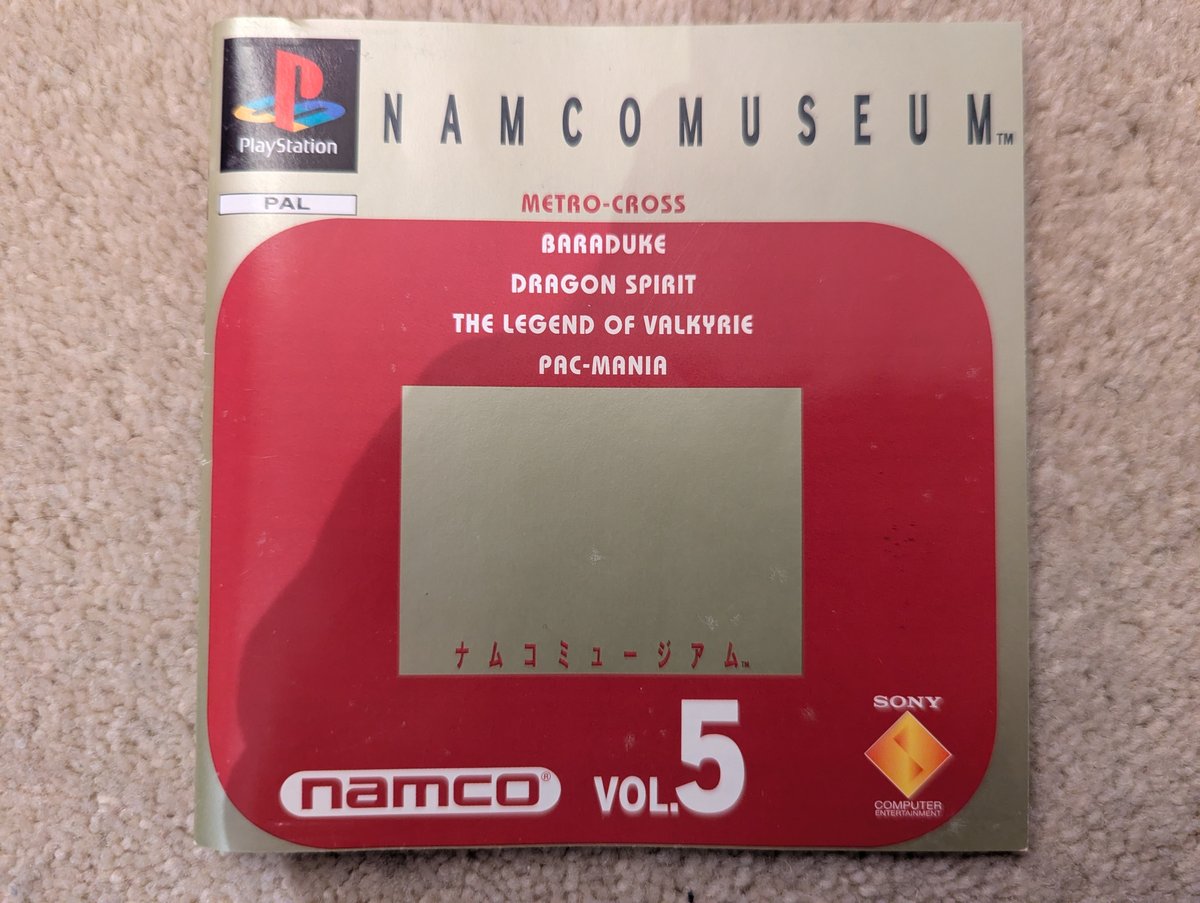 PlayStation
NAMCOMUSEUM™
PAL
METRO-CROSS
BARADUKE
DRAGON SPIRIT
THE LEGEND OF VALKYRIE
PAC-MANIA
ナムコミュージアム™
namco®
VOL.5
SONY
COMPUTER
ENTERTAINMENT